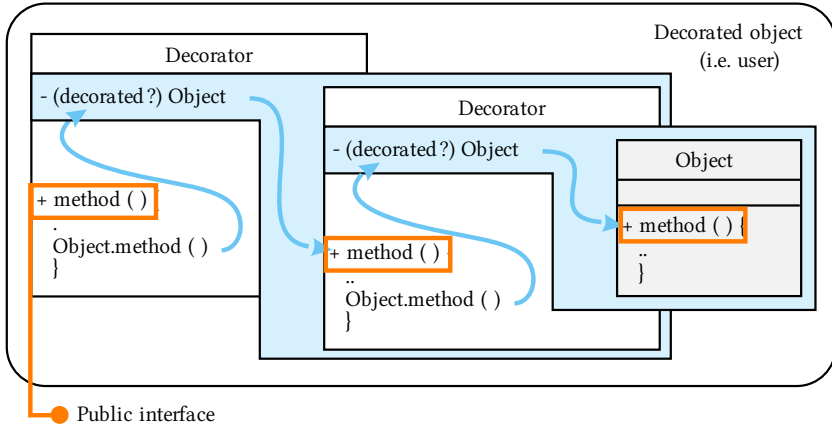 Decorated object
(i.e. user)
Decorator
- (decorated?) Object
+ method ( ) {
.
Object.method ( )
}
Decorator
- (decorated?) Object
+ method ( ) {
..
Object.method ( )
}
Object
+ method ( ) {
..
}
Public interface